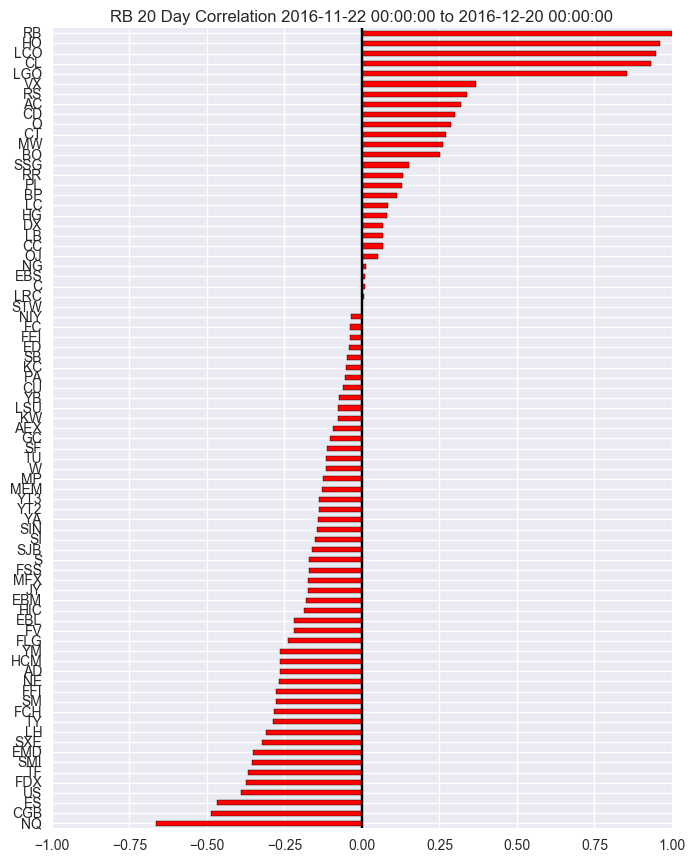 RB 20 Day Correlation 2016-11-22 00:00:00 to 2016-12-20 00:00:00
RB
HO
LCO
CL
LGO
VX
RS
AC
CD
O
CT
MW
BO
SSG
RR
PL
BP
LC
HG
DX
LB
CC
OJ
NG
EBS
C
LRC
STW
NIY
FC
FEI
ED
SB
KC
PA
CU
YB
LSU
KW
AEX
GC
SF
TU
W
MP
MEM
YT3
YT2
YA
SIN
SI
SJB
S
FSS
MFX
JY
EBM
HIC
EBL
FV
FLG
YM
HCM
AD
NE
FFI
SM
FCH
TY
LH
SXE
EMD
SMI
TF
FDX
US
ES
CGB
NQ
−1.00 −0.75 −0.50 −0.25 0.00 0.25 0.50 0.75 1.00